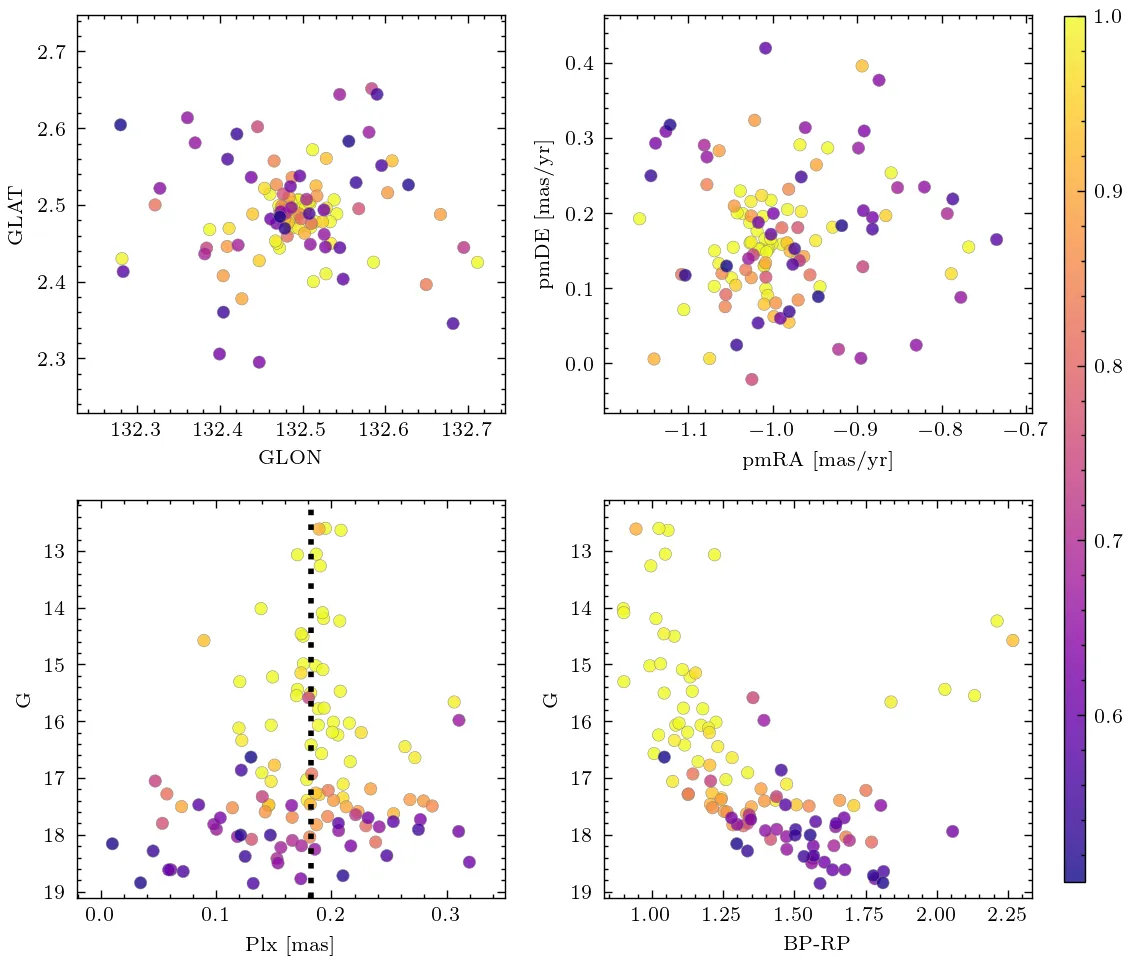 2.7
2.6
2.5
2.4
2.3
GLAT
132.3 132.4 132.5 132.6 132.7
GLON
0.4
0.3
0.2
0.1
0.0
pmDE [mas/yr]
−1.1 −1.0 −0.9 −0.8 −0.7
pmRA [mas/yr]
1.0
0.9
0.8
0.7
0.6
13
14
15
16
17
18
19
G
0.0 0.1 0.2 0.3
Plx [mas]
13
14
15
16
17
18
19
G
1.00 1.25 1.50 1.75 2.00 2.25
BP-RP